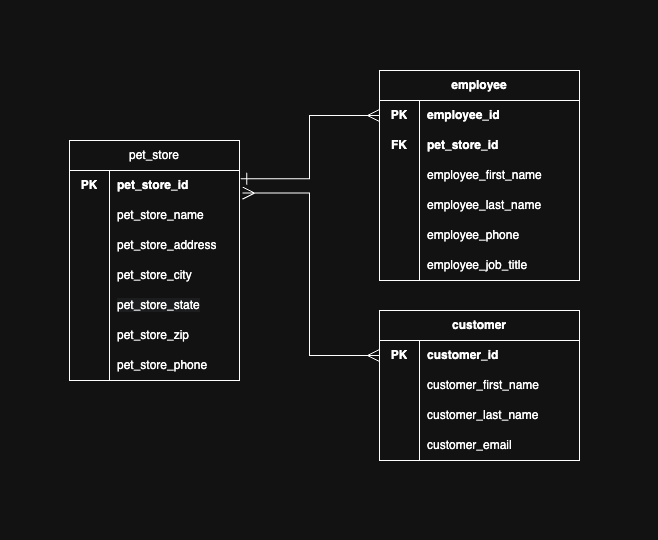 pet_store
PK pet_store_id
pet_store_name
pet_store_address
pet_store_city
pet_store_state
pet_store_zip
pet_store_phone
employee
PK employee_id
FK pet_store_id
employee_first_name
employee_last_name
employee_phone
employee_job_title
customer
PK customer_id
customer_first_name
customer_last_name
customer_email